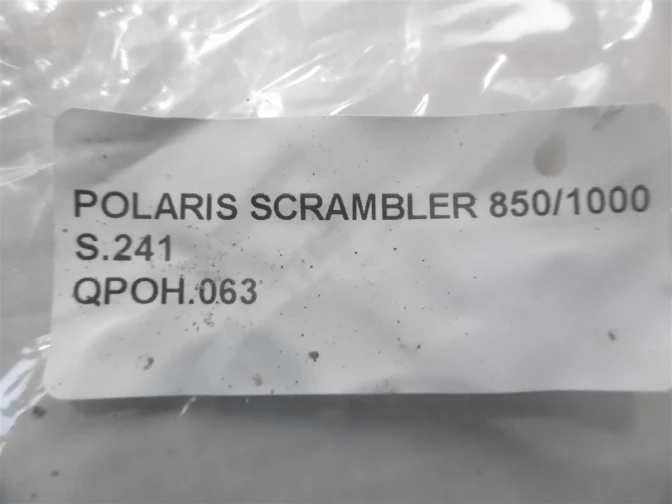 POLARIS SCRAMBLER 850/1000
S.241
QPOH.063